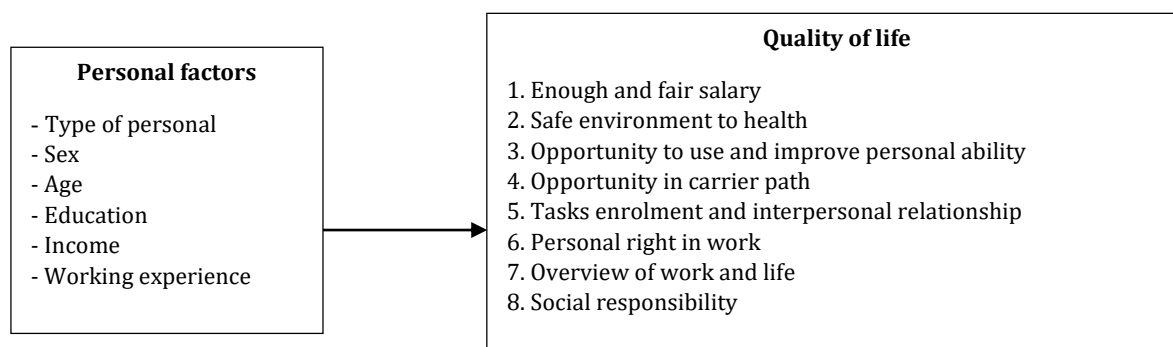 Personal factors
- Type of personal
- Sex
- Age
- Education
- Income
- Working experience
Quality of life
1. Enough and fair salary
2. Safe environment to health
3. Opportunity to use and improve personal ability
4. Opportunity in carrier path
5. Tasks enrolment and interpersonal relationship
6. Personal right in work
7. Overview of work and life
8. Social responsibility